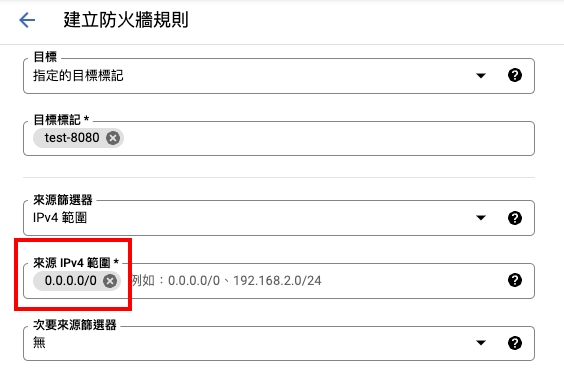 建立防火牆規則
目標
指定的目標標記
目標標記 *
test-8080
來源篩選器
IPv4 範圍
來源 IPv4 範圍 *
0.0.0.0/0 例如：0.0.0.0/0、192.168.2.0/24
次要來源篩選器
無